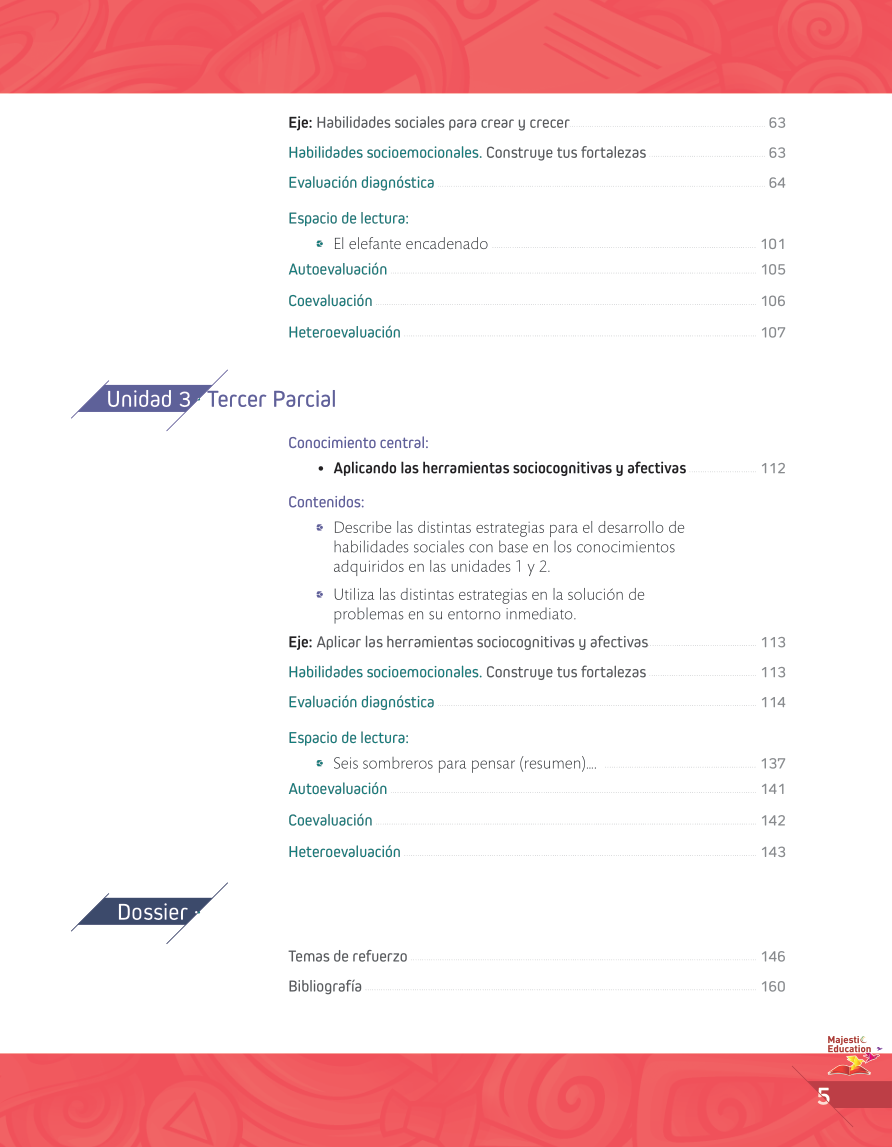 Eje: Habilidades sociales para crear y crecer 63
Habilidades socioemocionales. Construye tus fortalezas 63
Evaluación diagnóstica 64
Espacio de lectura:
El elefante encadenado 101
Autoevaluación 105
Coevaluación 106
Heteroevaluación 107
Unidad 3 · Tercer Parcial
Conocimiento central:
• Aplicando las herramientas sociocognitivas y afectivas 112
Contenidos:
Describe las distintas estrategias para el desarrollo de
habilidades sociales con base en los conocimientos
adquiridos en las unidades 1 y 2.
Utiliza las distintas estrategias en la solución de
problemas en su entorno inmediato.
Eje: Aplicar las herramientas sociocognitivas y afectivas 113
Habilidades socioemocionales. Construye tus fortalezas 113
Evaluación diagnóstica 114
Espacio de lectura:
Seis sombreros para pensar (resumen).... 137
Autoevaluación 141
Coevaluación 142
Heteroevaluación 143
Dossier ·
Temas de refuerzo 146
Bibliografía 160
Majestic
Education
5